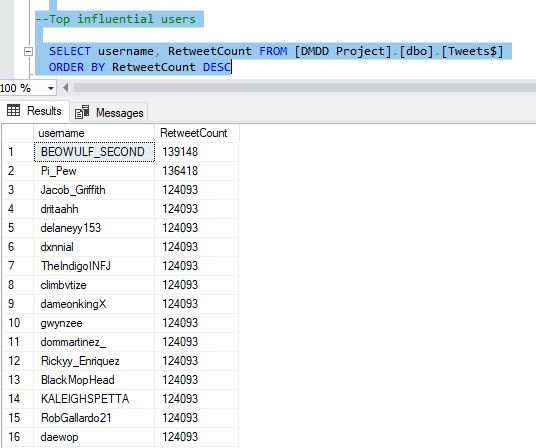 --Top influential users
SELECT username, RetweetCount FROM [DMDD Project].[dbo].[Tweets$]
ORDER BY RetweetCount DESC
100 %
Results Messages
username RetweetCount
1 BEOWULF_SECOND 139148
2 Pi_Pew 136418
3 Jacob_Griffith 124093
4 dritaahh 124093
5 delaneyy153 124093
6 dxnnial 124093
7 TheIndigoINFJ 124093
8 climbvtize 124093
9 dameonkingX 124093
10 gwynzee 124093
11 dommartinez_ 124093
12 Rickyy_Enriquez 124093
13 BlackMopHead 124093
14 KALEIGHSPETTA 124093
15 RobGallardo21 124093
16 daewop 124093